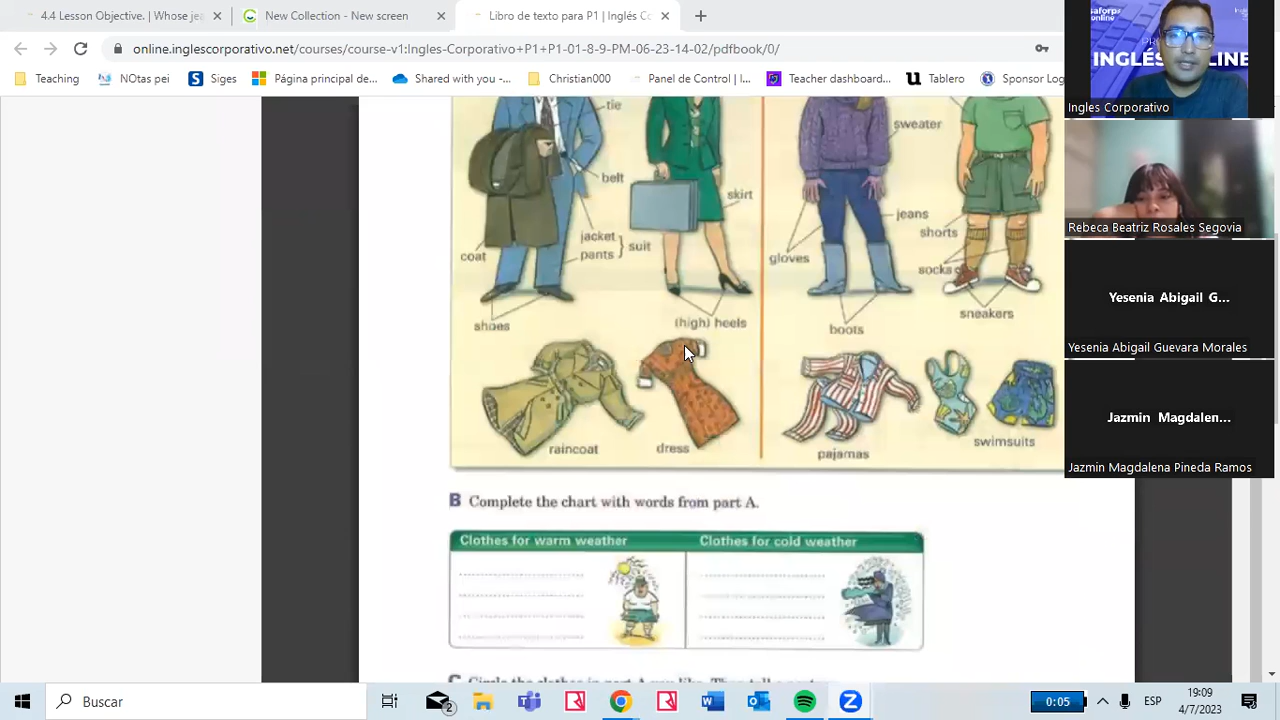 4.4 Lesson Objective. | Whose je
New Collection - New s
Libro de texto para P1 | Inglés Co
online.inglescorporativo.net/courses/course-v1:Ingles-Corporativo+P1+P1-01-8-9-PM-06-23-14-02/pdfbook/0/
Teaching
NOtas pei
Siges
Página principal de...
Shared with you -...
Christian000
Panel de Control | I...
Teacher dashboard...
Tablero
Sponsor Log
INGLÉS
LINE
Ingles Corporativo
Rebeca Beatriz Rosales Segovia
Yesenia Abigail G...
Yesenia Abigail Guevara Morales
Jazmin Magdalen...
Jazmin Magdalena Pineda Ramos
tie
belt
jacket
pants
suit
coat
shoes
skirt
(high) heels
sweater
jeans
gloves
boots
shorts
socks
sneakers
raincoat
dress
pajamas
swimsuits
B Complete the chart with words from part A.
Clothes for warm weather
Clothes for cold weather
Buscar
2
0:05
ESP
19:09
4/7/2023